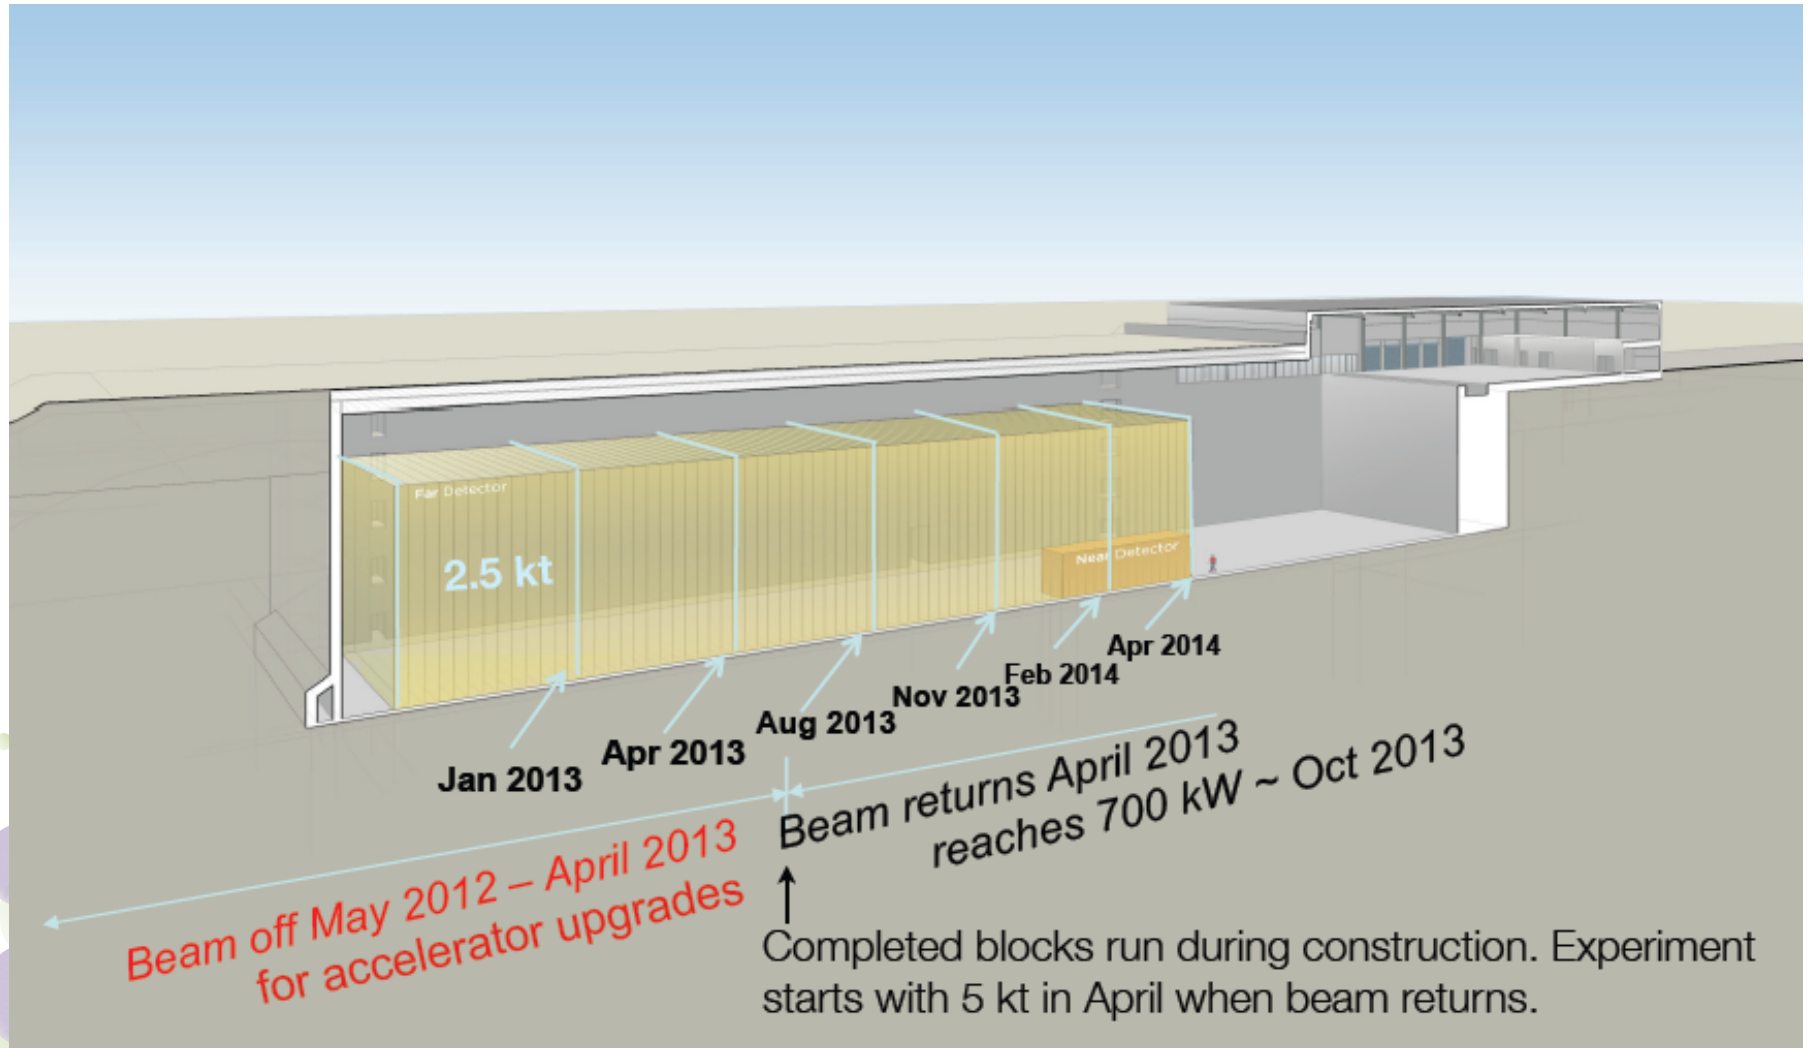 Far Detector
2.5 kt
Near Detector
Jan 2013
Apr 2013
Aug 2013
Nov 2013
Feb 2014
Apr 2014
Beam off May 2012 – April 2013
for accelerator upgrades
Beam returns April 2013
reaches 700 kW ~ Oct 2013
Completed blocks run during construction. Experiment
starts with 5 kt in April when beam returns.